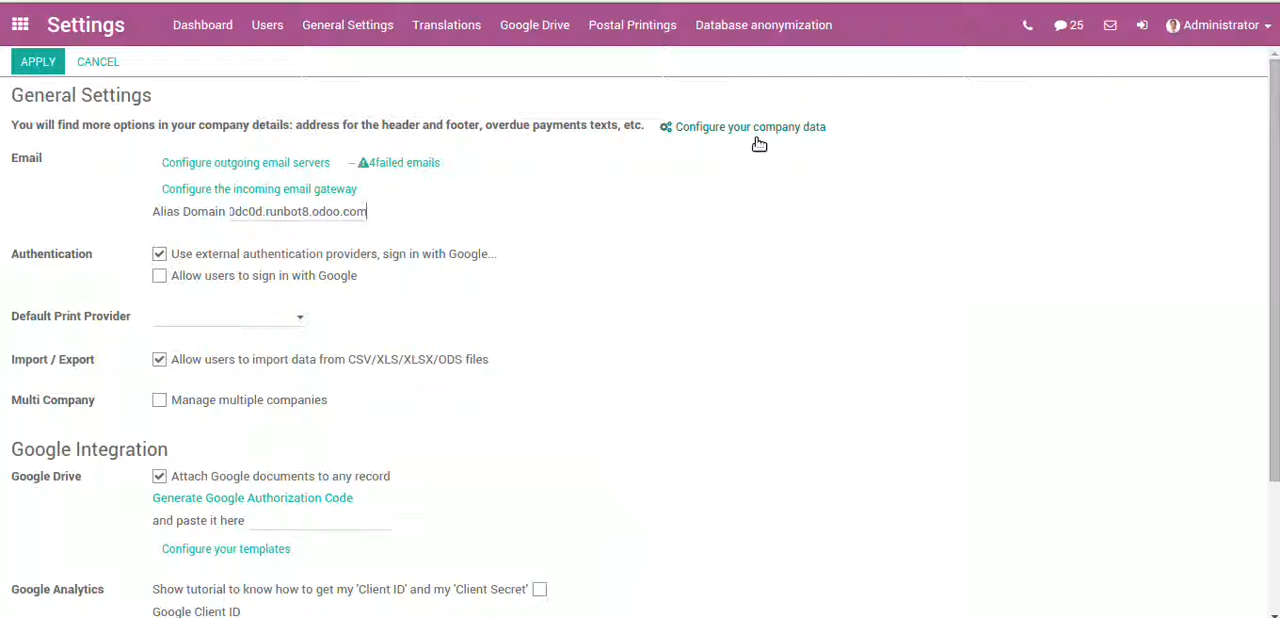 Settings Dashboard Users General Settings Translations Google Drive Postal Printings Database anonymization 25 Administrator
APPLY CANCEL
General Settings
You will find more options in your company details: address for the header and footer, overdue payments texts, etc. Configure your company data
Email Configure outgoing email servers – 4failed emails
Configure the incoming email gateway
Alias Domain 0dc0d.runbot8.odoo.com
Authentication Use external authentication providers, sign in with Google...
Allow users to sign in with Google
Default Print Provider
Import / Export Allow users to import data from CSV/XLS/XLSX/ODS files
Multi Company Manage multiple companies
Google Integration
Google Drive Attach Google documents to any record
Generate Google Authorization Code
and paste it here
Configure your templates
Google Analytics Show tutorial to know how to get my 'Client ID' and my 'Client Secret'
Google Client ID